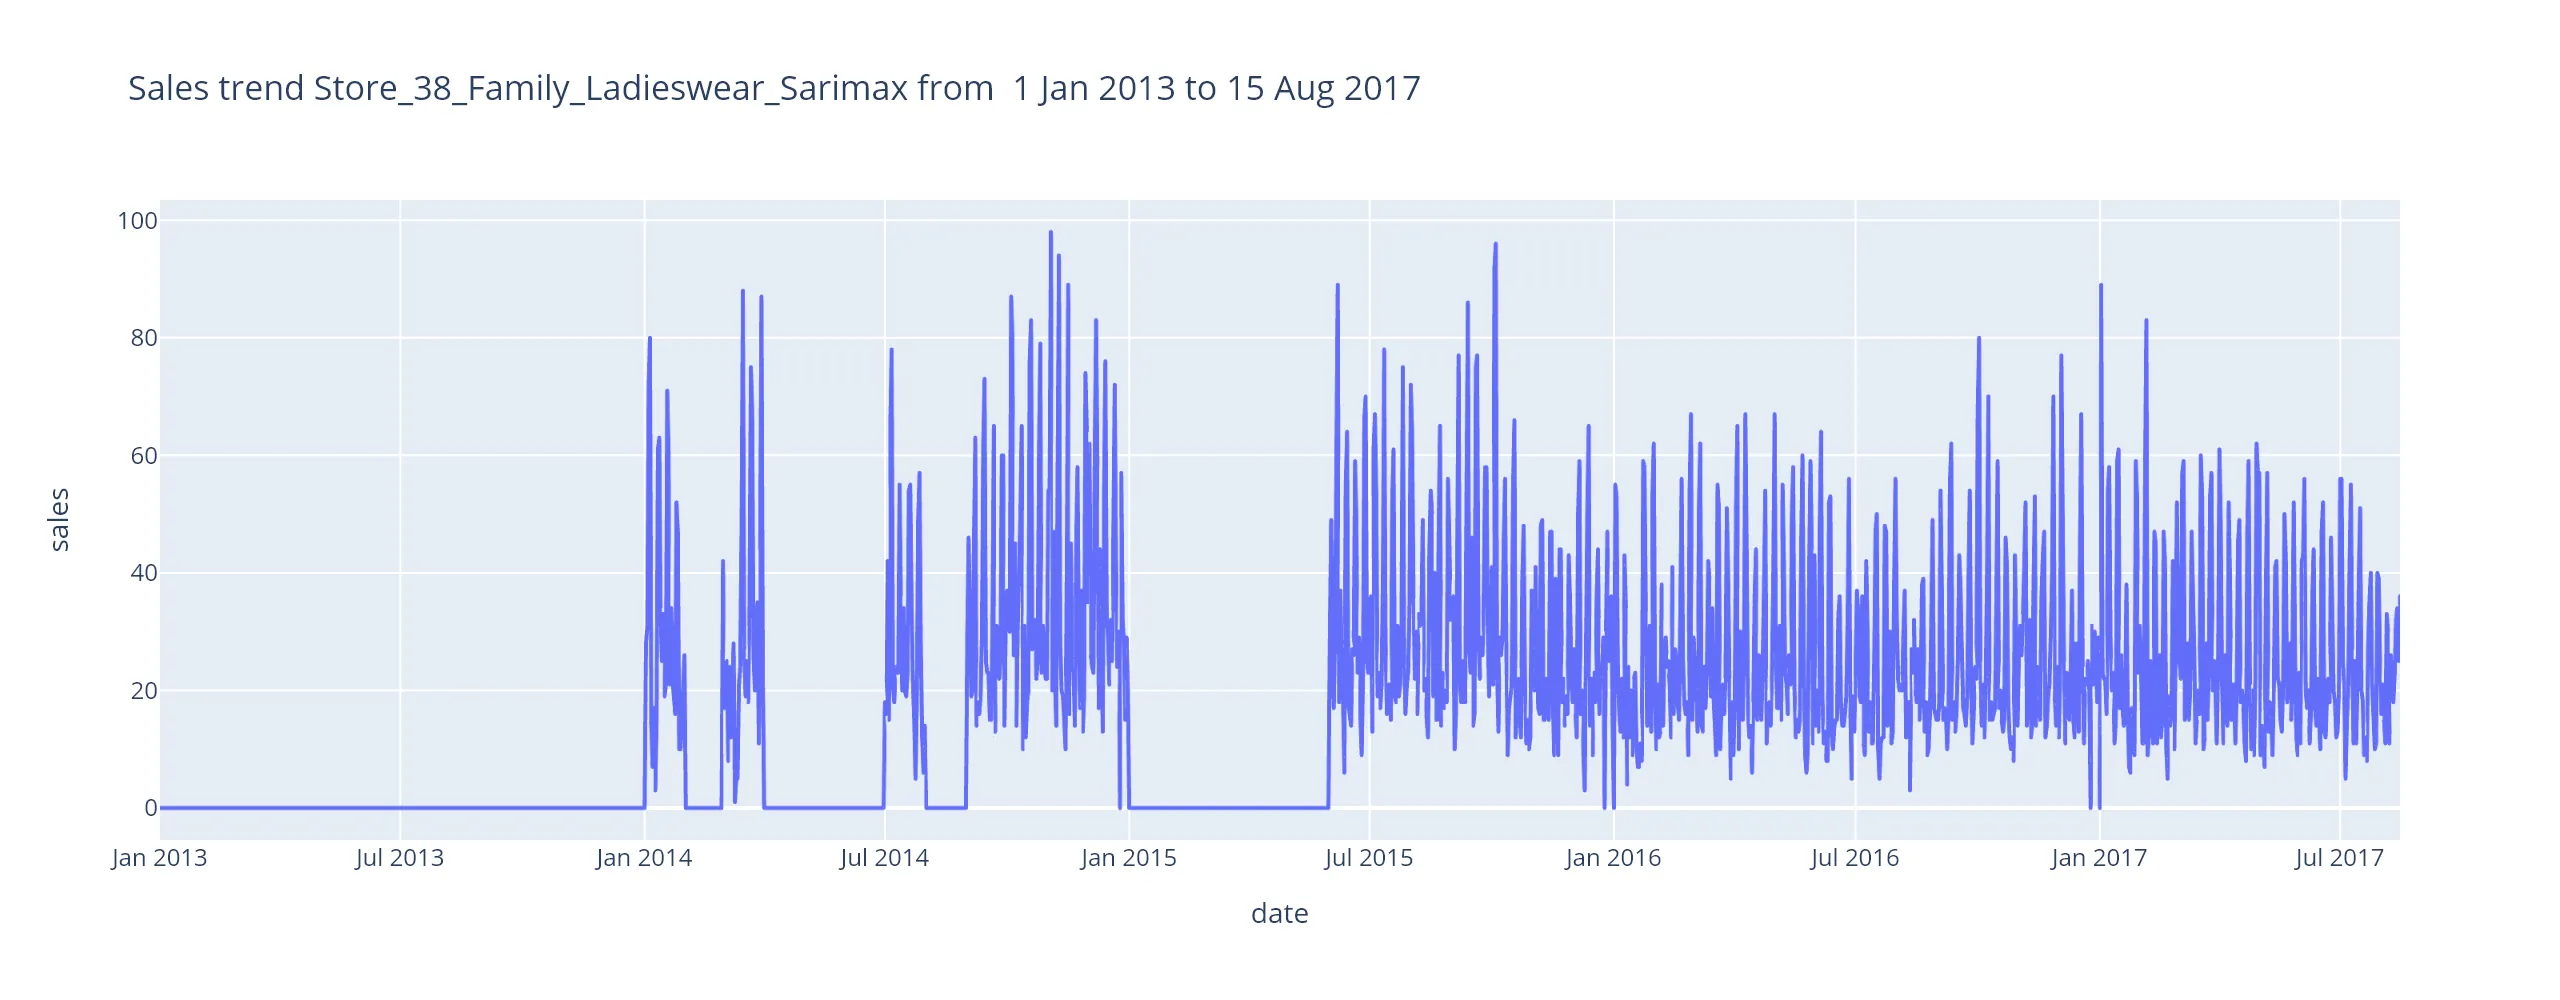 Sales trend Store_38_Family_Ladieswear_Sarimax from  1 Jan 2013 to 15 Aug 2017
100
80
60
40
20
0
sales
Jan 2013 Jul 2013 Jan 2014 Jul 2014 Jan 2015 Jul 2015 Jan 2016 Jul 2016 Jan 2017 Jul 2017
date